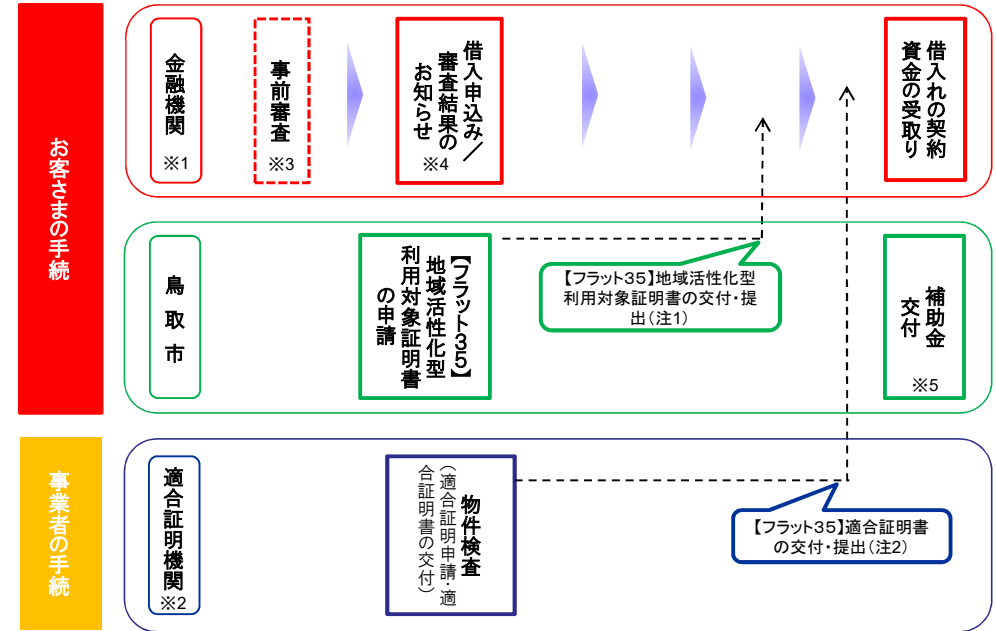 お客さまの手続
金融機関
※1
事前審査
※3
借入申込み／
審査結果の
お知らせ
※4
借入れの契約
資金の受取り
鳥取市
【フラット３５】
地域活性化型
利用対象証明書
の申請
【フラット35】地域活性化型
利用対象証明書の交付・提
出（注1）
補助金
交付
※5
事業者の手続
適合証明機関
※2
物件検査
（適合証明申請・適
合証明書の交付）
【フラット35】適合証明書
の交付・提出（注2）